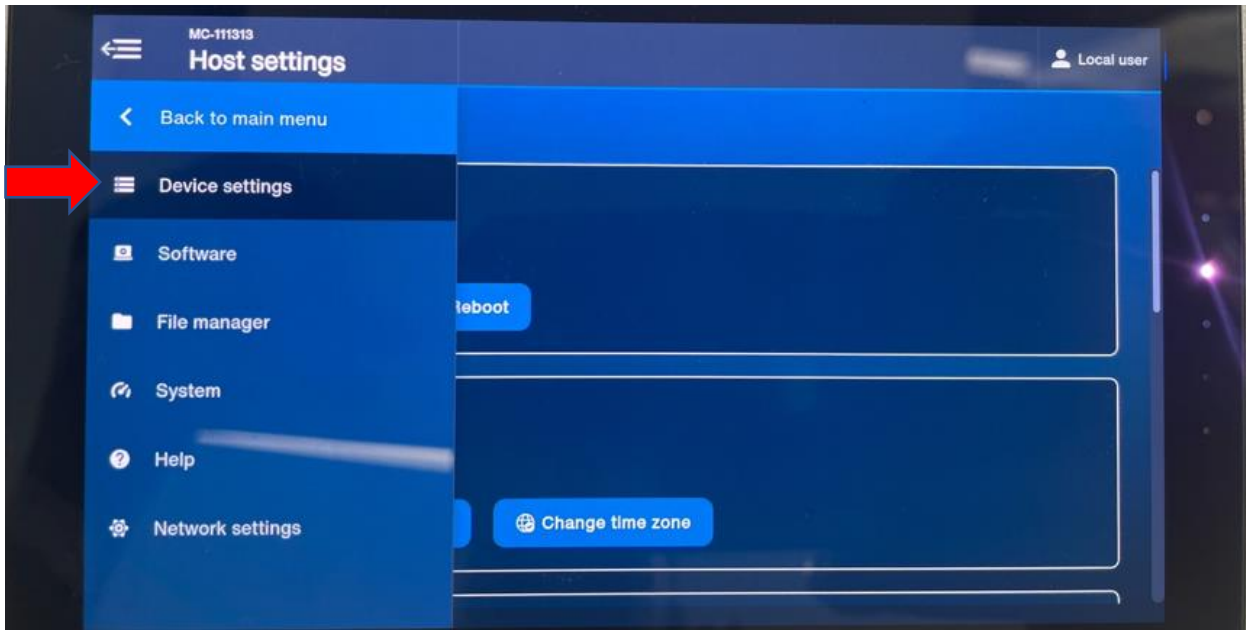 MC-111313
Host settings
Local user
Back to main menu
Device settings
Software
File manager
System
Help
Network settings
Reboot
Change time zone